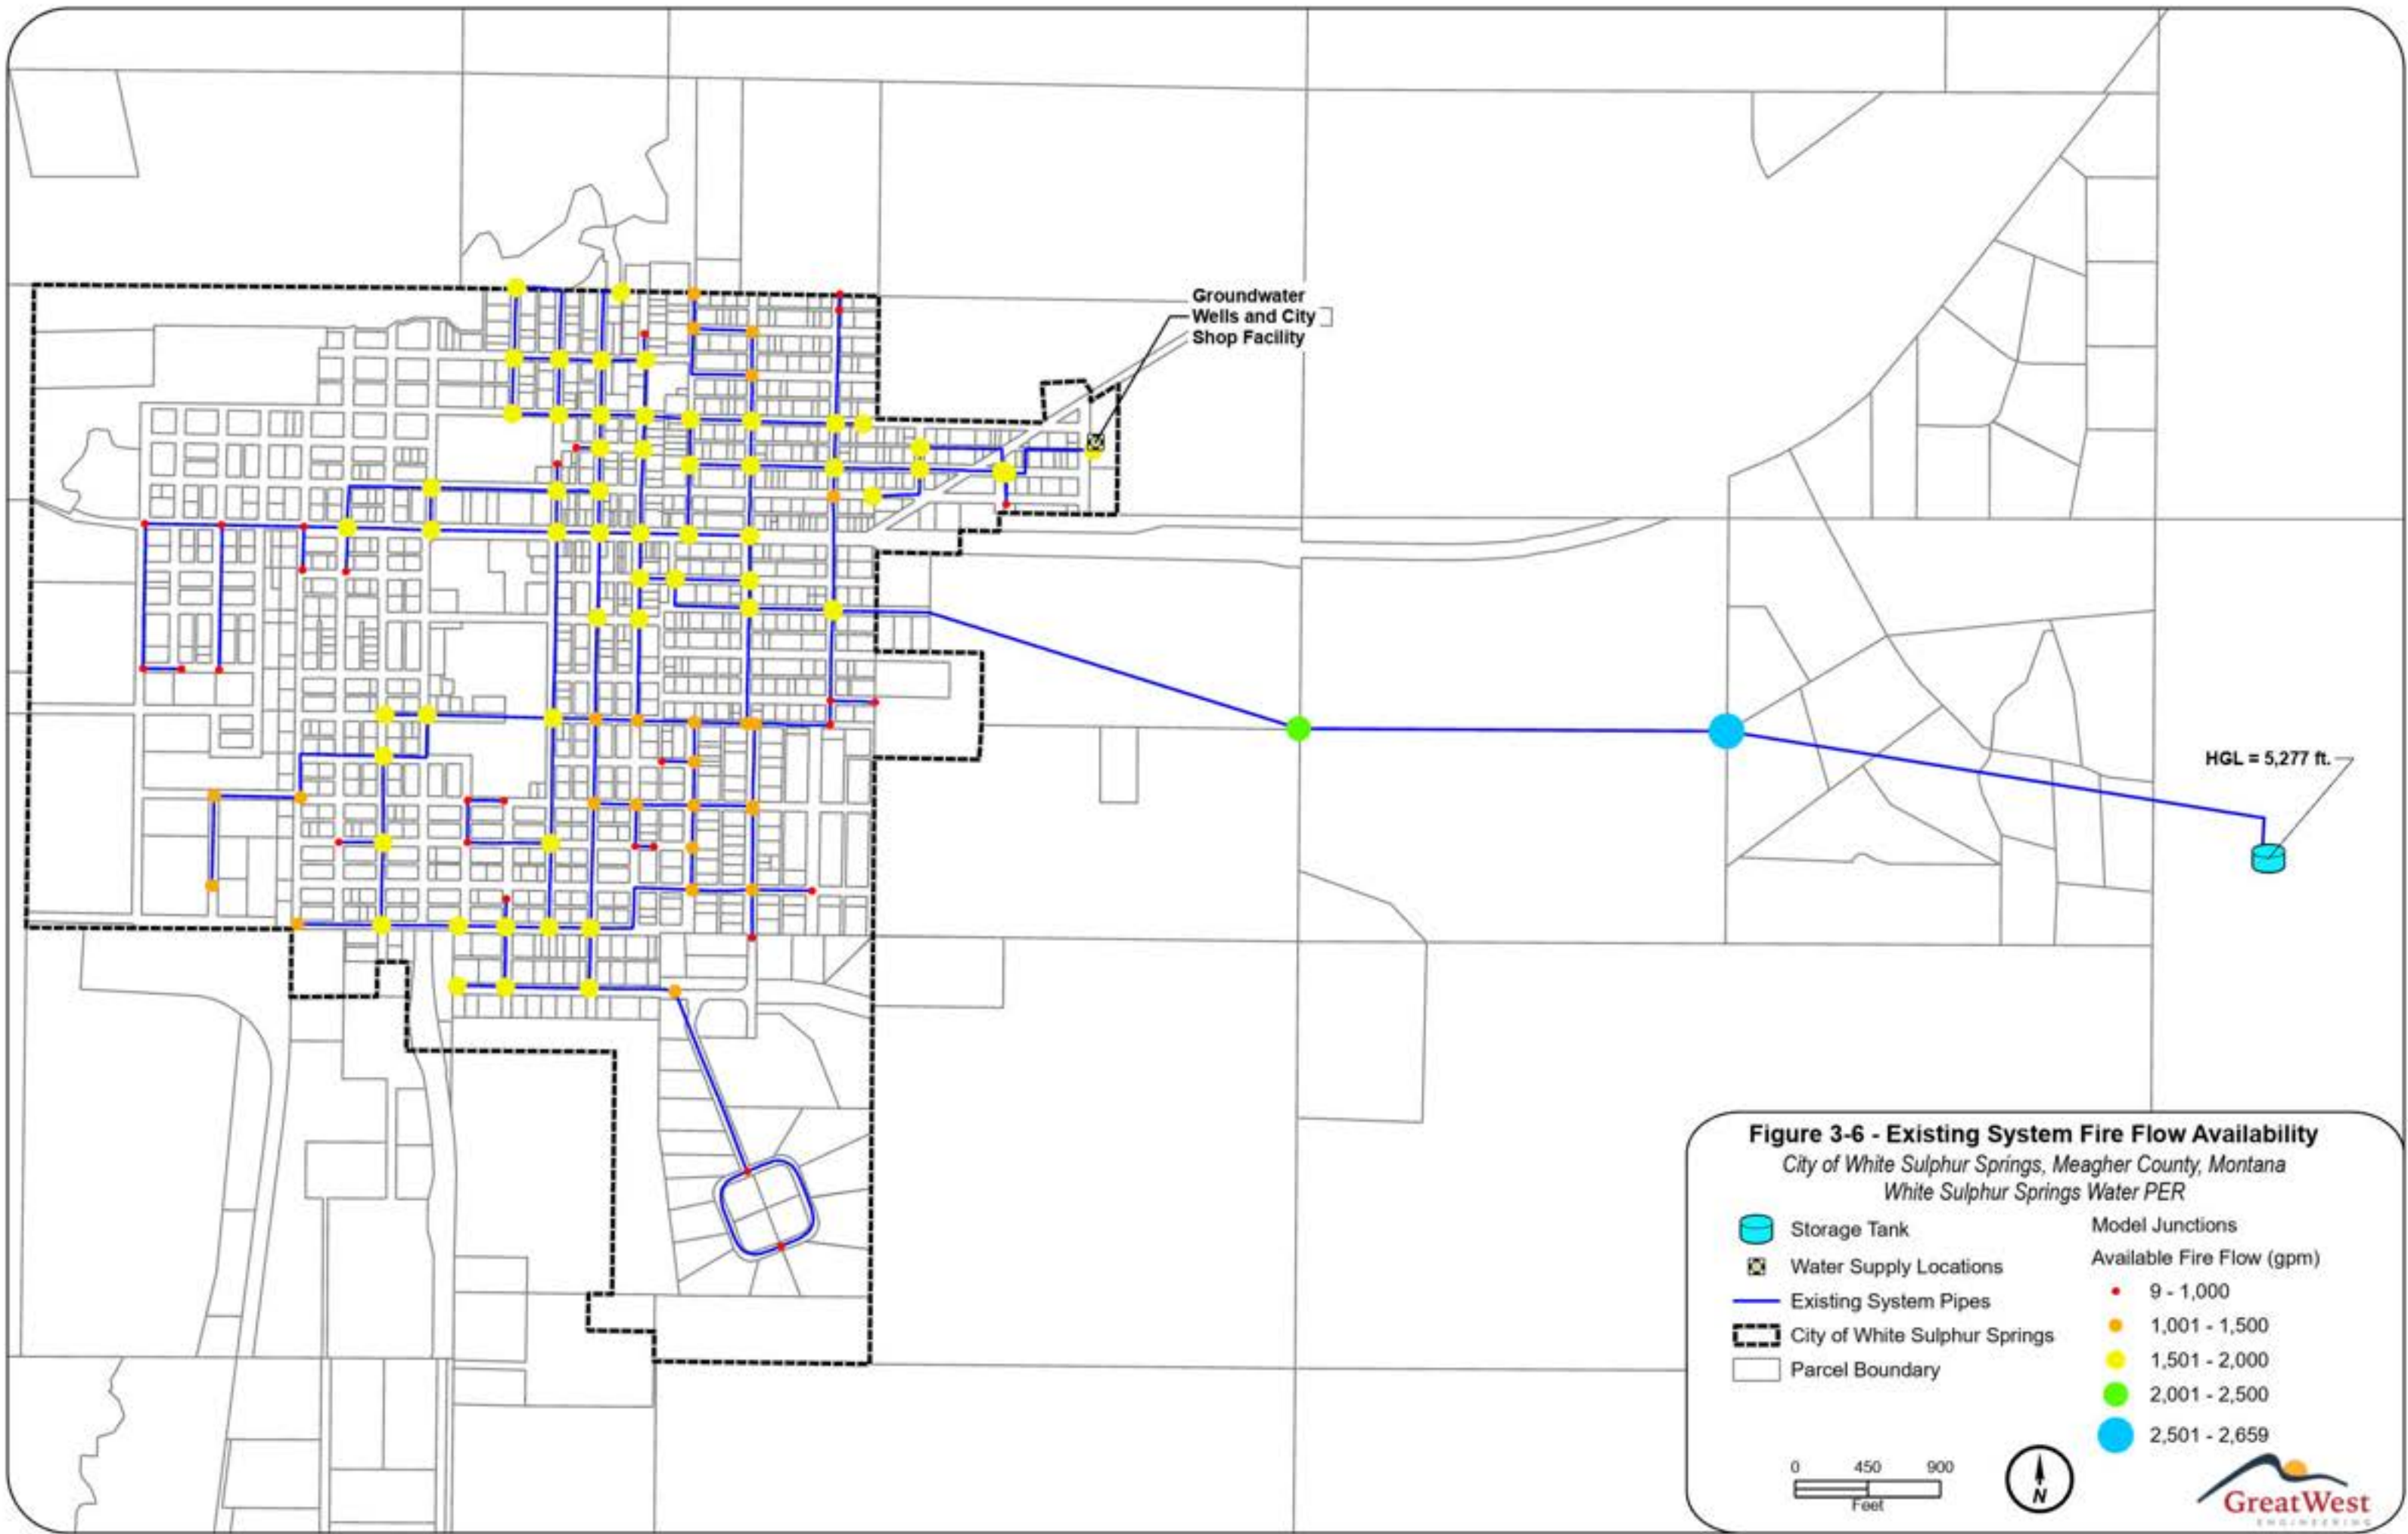 Groundwater
Wells and City
Shop Facility
HGL = 5,277 ft.
Figure 3-6 - Existing System Fire Flow Availability
City of White Sulphur Springs, Meagher County, Montana
White Sulphur Springs Water PER
Storage Tank
Water Supply Locations
Existing System Pipes
City of White Sulphur Springs
Parcel Boundary
Model Junctions
Available Fire Flow (gpm)
9 - 1,000
1,001 - 1,500
1,501 - 2,000
2,001 - 2,500
2,501 - 2,659
0 450 900
Feet
N
GreatWest
ENGINEERING